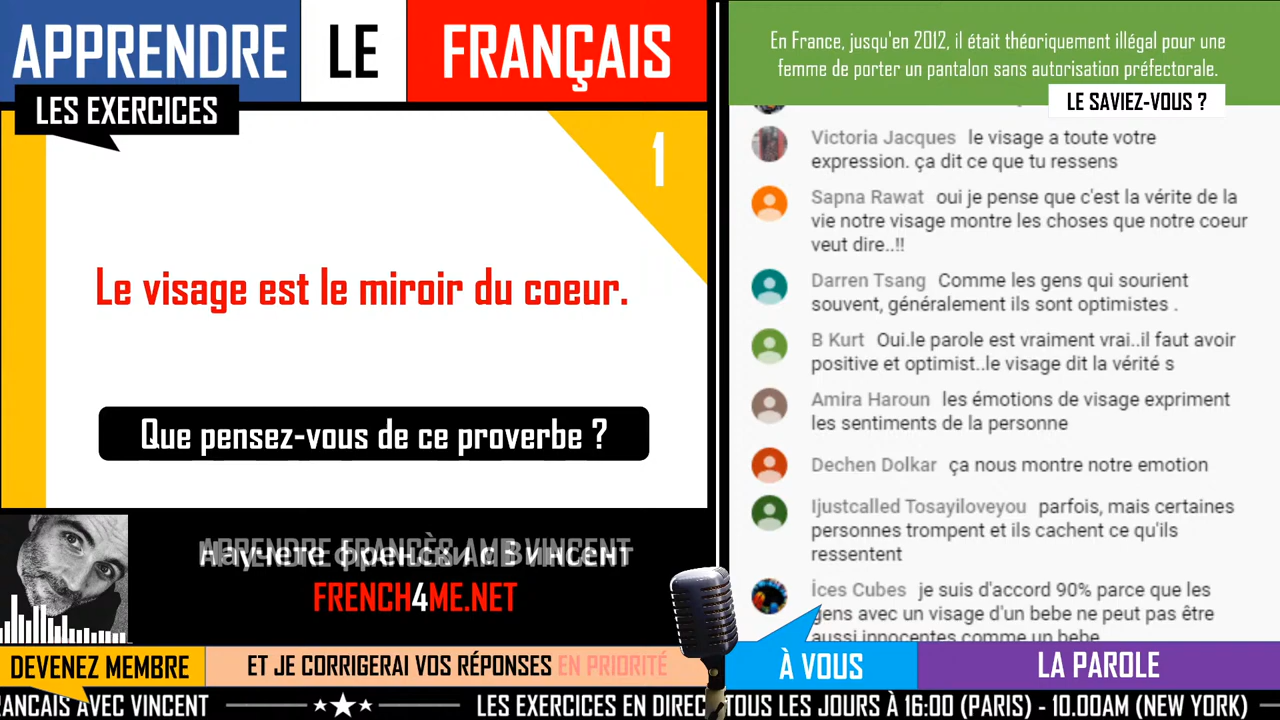 APPRENDRE LE FRANÇAIS
LES EXERCICES
1
Le visage est le miroir du coeur.
Que pensez-vous de ce proverbe ?
FRENCH4ME.NET
DEVENEZ MEMBRE
ET JE CORRIGERAI VOS RÉPONSES EN PRIORITÉ
En France, jusqu'en 2012, il était théoriquement illégal pour une
femme de porter un pantalon sans autorisation préfectorale.
LE SAVIEZ-VOUS ?
Victoria Jacques le visage a toute votre
expression. ça dit ce que tu ressens
Sapna Rawat oui je pense que c'est la vérite de la
vie notre visage montre les choses que notre coeur
veut dire..!!
Darren Tsang Comme les gens qui sourient
souvent, généralement ils sont optimistes .
B Kurt Oui.le parole est vraiment vrai..il faut avoir
positive et optimist..le visage dit la vérité s
Amira Haroun les émotions de visage expriment
les sentiments de la personne
Dechen Dolkar ça nous montre notre emotion
Ijustcalled Tosayiloveyou parfois, mais certaines
personnes trompent et ils cachent ce qu'ils
ressentent
İces Cubes je suis d'accord 90% parce que les
gens avec un visage d'un bebe ne peut pas être
aussi innocentes comme un bebe
À VOUS
LA PAROLE
RANCAIS AVEC VINCENT LES EXERCICES EN DIREC TOUS LES JOURS À 16:00 (PARIS) - 10.00AM (NEW YORK)